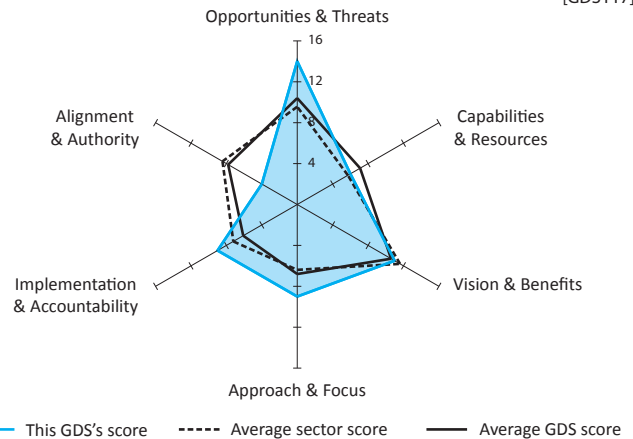 Opportunities & Threats
16
12
8
4
Alignment
& Authority
Capabilities
& Resources
Implementation
& Accountability
Vision & Benefits
Approach & Focus
This GDS's score
Average sector score
Average GDS score